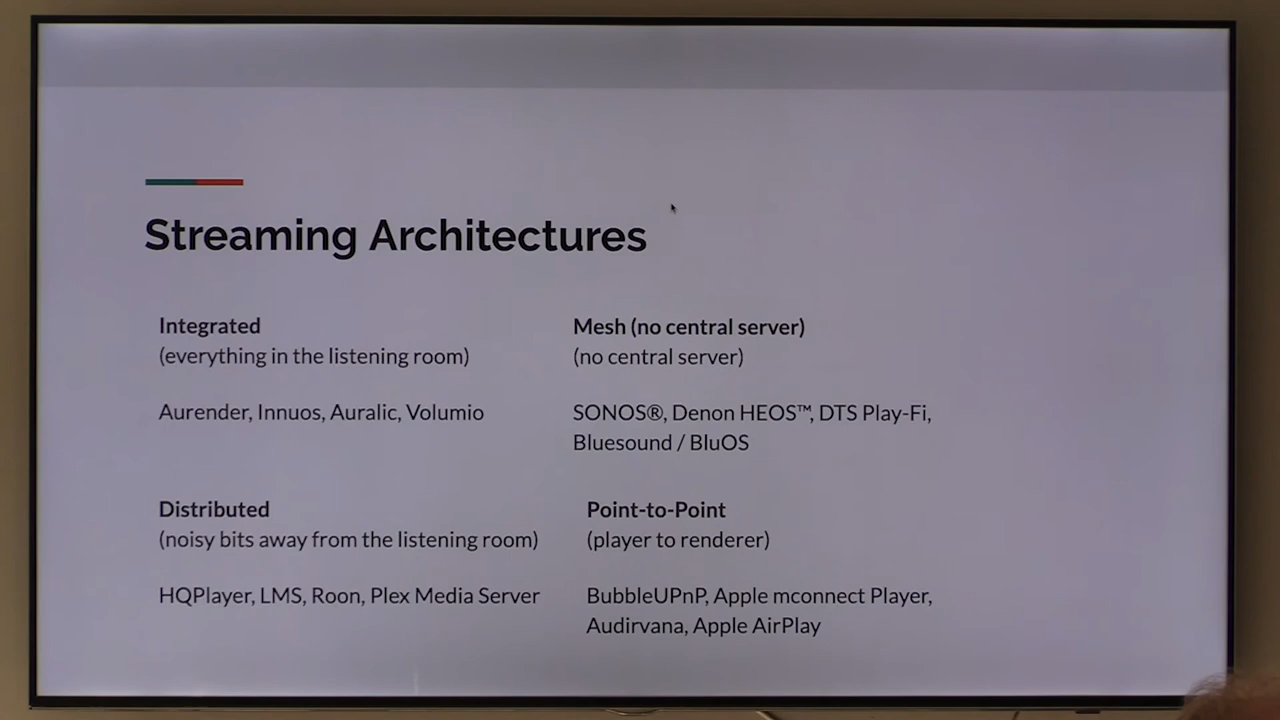 Streaming Architectures
Integrated
(everything in the listening room)
Aurender, Innuos, Auralic, Volumio
Mesh (no central server)
(no central server)
SONOS®, Denon HEOS™, DTS Play-Fi,
Bluesound / BluOS
Distributed
(noisy bits away from the listening room)
HQPlayer, LMS, Roon, Plex Media Server
Point-to-Point
(player to renderer)
BubbleUPnP, Apple mconnect Player,
Audirvana, Apple AirPlay